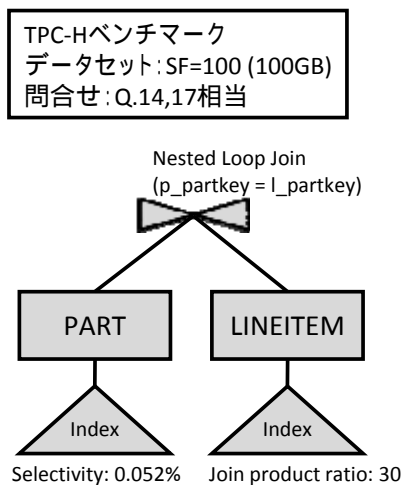 TPC-Hベンチマーク
データセット:SF=100 (100GB)
問合せ:Q.14,17相当
Nested Loop Join
(p_partkey = l_partkey)
PART
LINEITEM
Index
Index
Selectivity: 0.052%
Join product ratio: 30